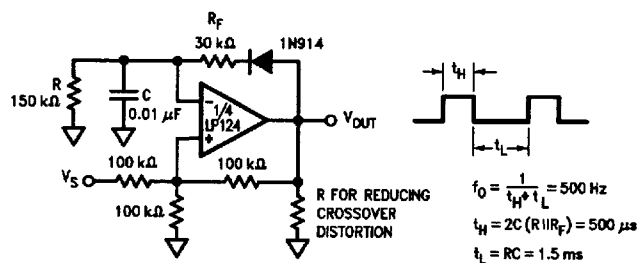 R_F
30 kΩ
1N914
R
150 kΩ
C
0.01 μF
−
1/4
LP124
+
V_OUT
V_S
100 kΩ
100 kΩ
100 kΩ
R FOR REDUCING
CROSSOVER
DISTORTION
t_H
t_L
f_O = 1 / (t_H + t_L) = 500 Hz
t_H = 2C (R II R_F) = 500 μs
t_L = RC = 1.5 ms